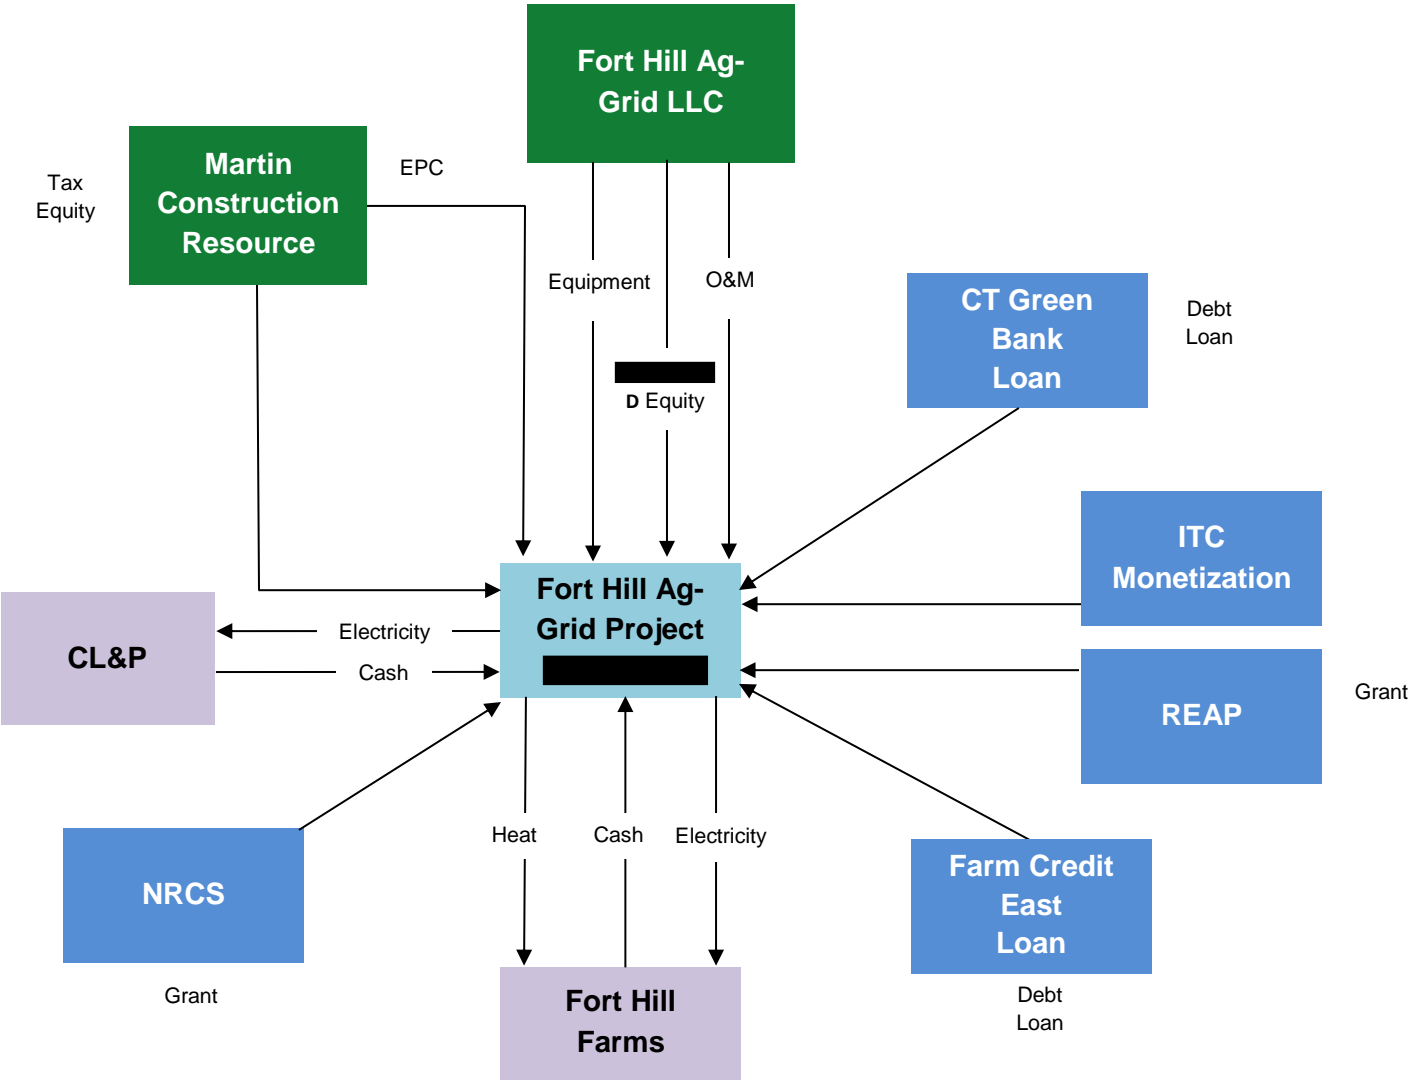 Fort Hill Ag-
Grid LLC
Martin
Construction
Resource
EPC
Tax
Equity
Equipment
O&M
D Equity
CT Green
Bank
Loan
Debt
Loan
ITC
Monetization
Fort Hill Ag-
Grid Project
CL&P
Electricity
Cash
REAP
Grant
NRCS
Grant
Heat
Cash
Electricity
Farm Credit
East
Loan
Debt
Loan
Fort Hill
Farms